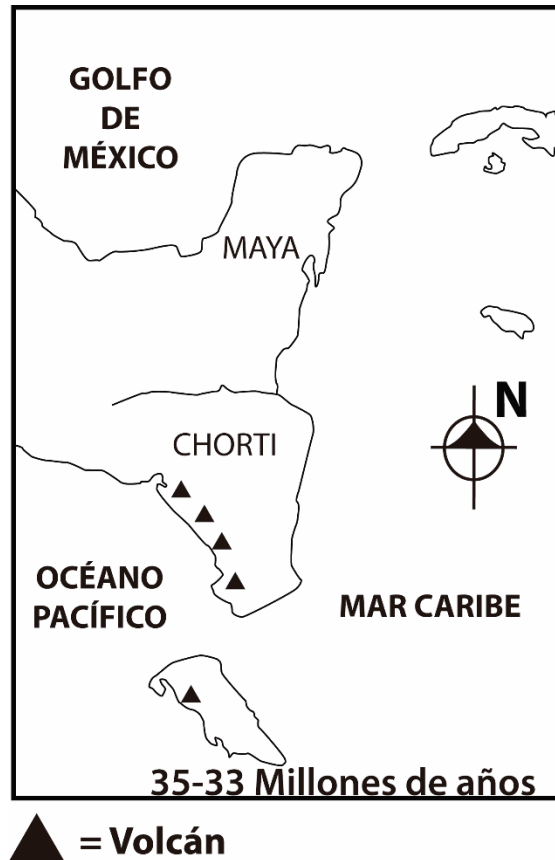 GOLFO
DE
MÉXICO
MAYA
N
CHORTI
OCÉANO
PACÍFICO
MAR CARIBE
35-33 Millones de años
= Volcán